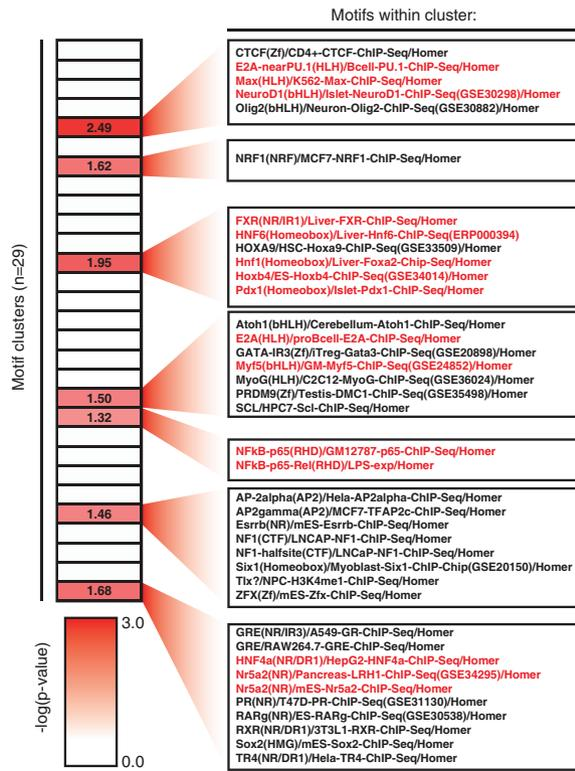 Motifs within cluster:
Motif clusters (n=29)
2.49
1.62
1.95
1.50
1.32
1.46
1.68
CTCF(Zf)/CD4+-CTCF-ChIP-Seq/Homer
E2A-nearPU.1(HLH)/Bcell-PU.1-ChIP-Seq/Homer
Max(HLH)/K562-Max-ChIP-Seq/Homer
NeuroD1(bHLH)/Islet-NeuroD1-ChIP-Seq(GSE30298)/Homer
Olig2(bHLH)/Neuron-Olig2-ChIP-Seq(GSE30882)/Homer
NRF1(NRF)/MCF7-NRF1-ChIP-Seq/Homer
FXR(NR/IR1)/Liver-FXR-ChIP-Seq/Homer
HNF6(Homeobox)/Liver-Hnf6-ChIP-Seq(ERP000394)
HOXA9/HSC-Hoxa9-ChIP-Seq(GSE33509)/Homer
Hnf1(Homeobox)/Liver-Foxa2-Chip-Seq/Homer
Hoxb4/ES-Hoxb4-ChIP-Seq(GSE34014)/Homer
Pdx1(Homeobox)/Islet-Pdx1-ChIP-Seq/Homer
Atoh1(bHLH)/Cerebellum-Atoh1-ChIP-Seq/Homer
E2A(HLH)/proBcell-E2A-ChIP-Seq/Homer
GATA-IR3(Zf)/iTreg-Gata3-ChIP-Seq(GSE20898)/Homer
Myf5(bHLH)/GM-Myf5-ChIP-Seq(GSE24852)/Homer
MyoG(HLH)/C2C12-MyoG-ChIP-Seq(GSE36024)/Homer
PRDM9(Zf)/Testis-DMC1-ChIP-Seq(GSE35498)/Homer
SCL/HPC7-Scl-ChIP-Seq/Homer
NFkB-p65(RHD)/GM12787-p65-ChIP-Seq/Homer
NFkB-p65-Rel(RHD)/LPS-exp/Homer
AP-2alpha(AP2)/Hela-AP2alpha-ChIP-Seq/Homer
AP2gamma(AP2)/MCF7-TFAP2c-ChIP-Seq/Homer
Esrrb(NR)/mES-Esrrb-ChIP-Seq/Homer
NF1(CTF)/LNCAP-NF1-ChIP-Seq/Homer
NF1-halfsite(CTF)/LNCaP-NF1-ChIP-Seq/Homer
Six1(Homeobox)/Myoblast-Six1-ChIP-Chip(GSE20150)/Homer
Tlx?/NPC-H3K4me1-ChIP-Seq/Homer
ZFX(Zf)/mES-Zfx-ChIP-Seq/Homer
GRE(NR/IR3)/A549-GR-ChIP-Seq/Homer
GRE/RAW264.7-GRE-ChIP-Seq/Homer
HNF4a(NR/DR1)/HepG2-HNF4a-ChIP-Seq/Homer
Nr5a2(NR)/Pancreas-LRH1-ChIP-Seq(GSE34295)/Homer
Nr5a2(NR)/mES-Nr5a2-ChIP-Seq/Homer
PR(NR)/T47D-PR-ChIP-Seq(GSE31130)/Homer
RARg(NR)/ES-RARg-ChIP-Seq(GSE30538)/Homer
RXR(NR/DR1)/3T3L1-RXR-ChIP-Seq/Homer
Sox2(HMG)/mES-Sox2-ChIP-Seq/Homer
TR4(NR/DR1)/Hela-TR4-ChIP-Seq/Homer
-log(p-value)
3.0
0.0